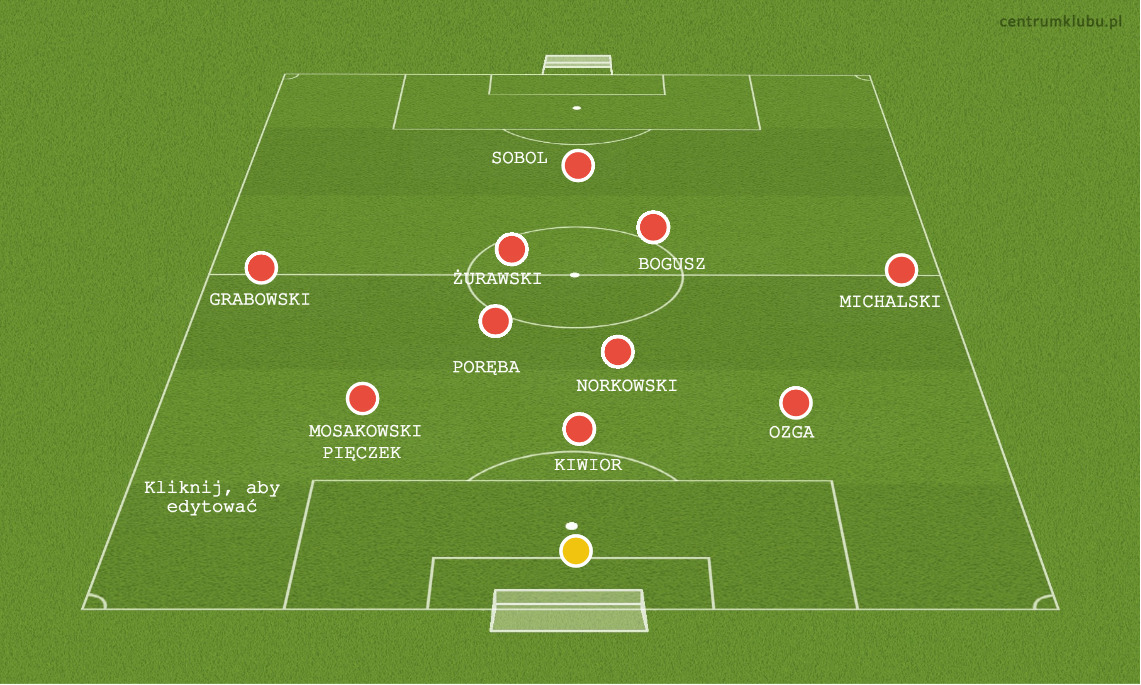 centrumklubu.pl
SOBOL
BOGUSZ
ŻURAWSKI
GRABOWSKI
MICHALSKI
PORĘBA
NORKOWSKI
MOSAKOWSKI
PIĘCZEK
OZGA
KIWIOR
Kliknij, aby
edytować